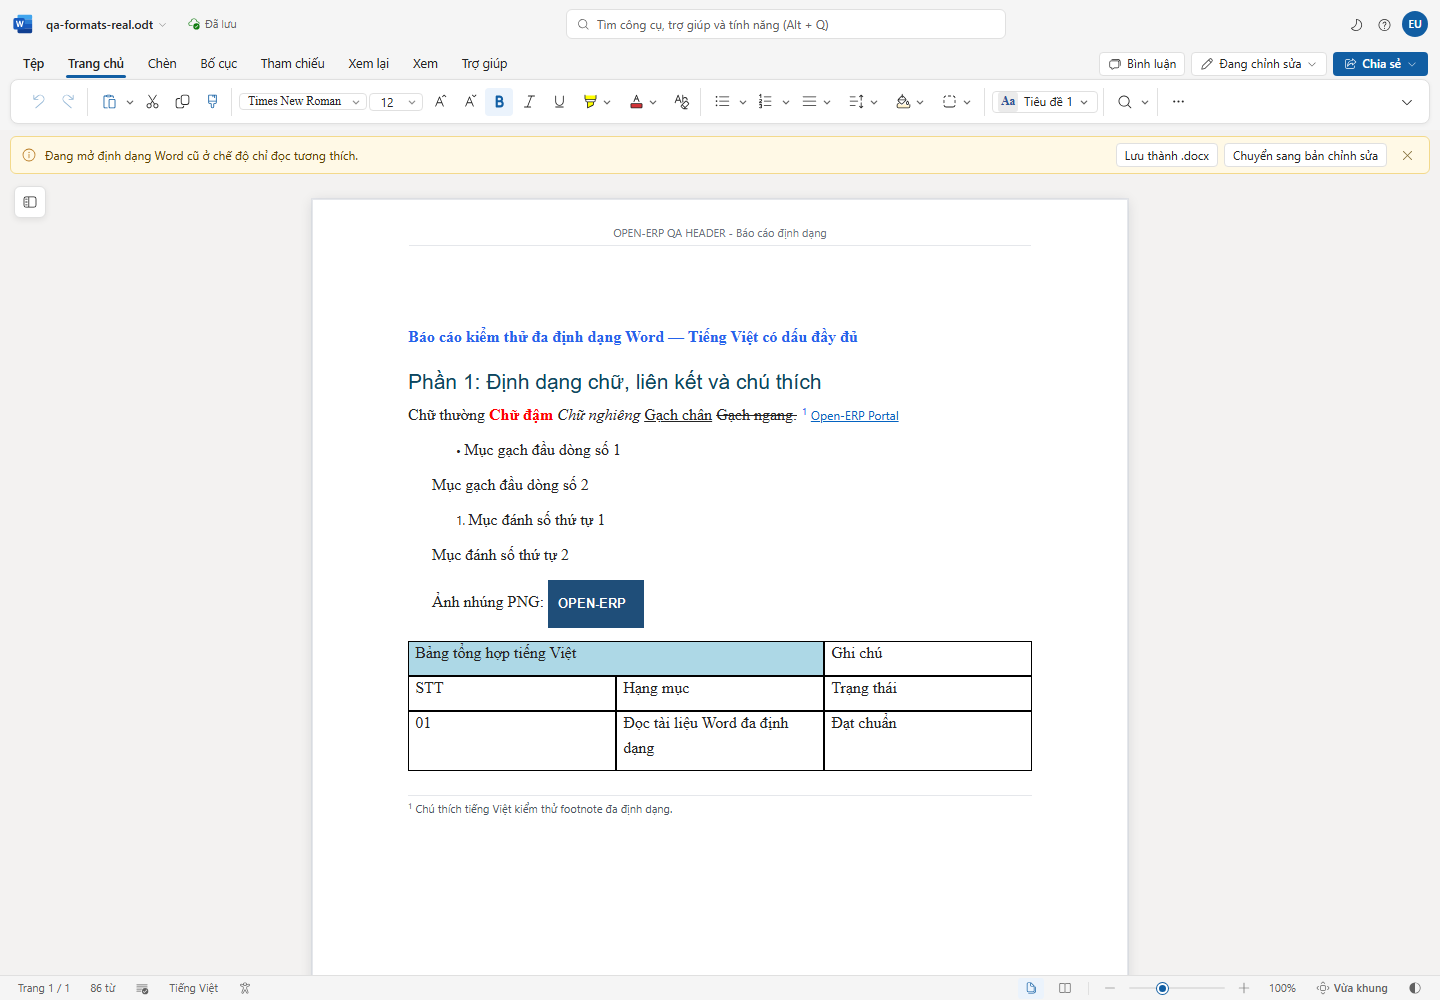 qa-formats-real.odt
Đã lưu
Tìm công cụ, trợ giúp và tính năng (Alt + Q)
EU
Tệp
Trang chủ
Chèn
Bố cục
Tham chiếu
Xem lại
Xem
Trợ giúp
Bình luận
Đang chỉnh sửa
Chia sẻ
Times New Roman
12
B
I
U
Aa Tiêu đề 1
Đang mở định dạng Word cũ ở chế độ chỉ đọc tương thích.
Lưu thành .docx
Chuyển sang bản chỉnh sửa
OPEN-ERP QA HEADER - Báo cáo định dạng
Báo cáo kiểm thử đa định dạng Word — Tiếng Việt có dấu đầy đủ
Phần 1: Định dạng chữ, liên kết và chú thích
Chữ thường Chữ đậm Chữ nghiêng Gạch chân Gạch ngang. 1 Open-ERP Portal
• Mục gạch đầu dòng số 1
Mục gạch đầu dòng số 2
1. Mục đánh số thứ tự 1
Mục đánh số thứ tự 2
Ảnh nhúng PNG: OPEN-ERP
Bảng tổng hợp tiếng Việt
Ghi chú
STT
Hạng mục
Trạng thái
01
Đọc tài liệu Word đa định
dạng
Đạt chuẩn
1 Chú thích tiếng Việt kiểm thử footnote đa định dạng.
Trang 1 / 1
86 từ
Tiếng Việt
100%
Vừa khung